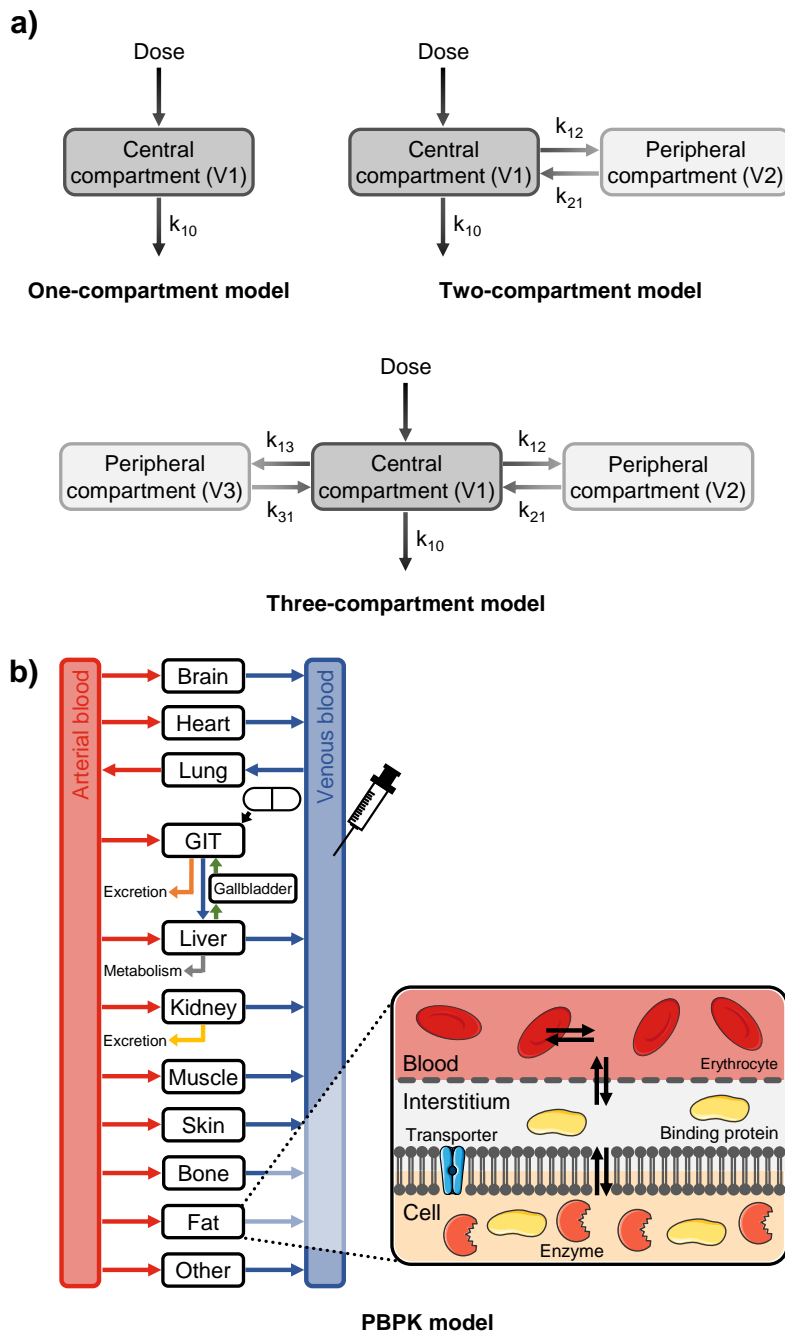 a)
Dose
Central
compartment (V1)
k10
One-compartment model
Dose
Central
compartment (V1)
k12
k21
Peripheral
compartment (V2)
k10
Two-compartment model
Dose
Peripheral
compartment (V3)
k13
k31
Central
compartment (V1)
k12
k21
Peripheral
compartment (V2)
k10
Three-compartment model
b)
Arterial blood
Venous blood
Brain
Heart
Lung
GIT
Excretion
Gallbladder
Liver
Metabolism
Kidney
Excretion
Muscle
Skin
Bone
Fat
Other
Blood
Erythrocyte
Interstitium
Transporter
Binding protein
Cell
Enzyme
PBPK model